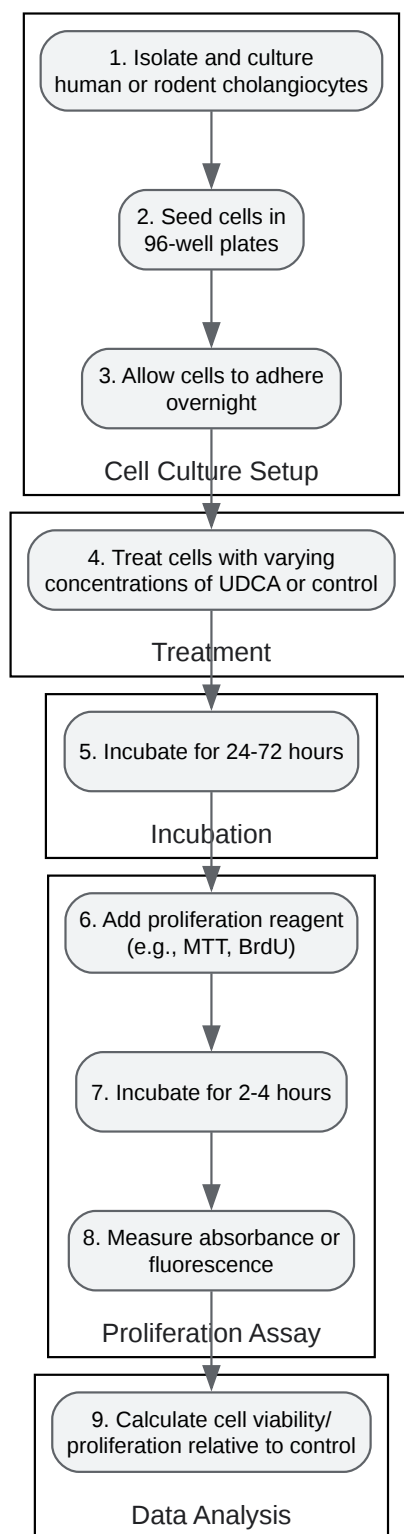 1. Isolate and culture
human or rodent cholangiocytes
2. Seed cells in
96-well plates
3. Allow cells to adhere
overnight
Cell Culture Setup
4. Treat cells with varying
concentrations of UDCA or control
Treatment
5. Incubate for 24-72 hours
Incubation
6. Add proliferation reagent
(e.g., MTT, BrdU)
7. Incubate for 2-4 hours
8. Measure absorbance or
fluorescence
Proliferation Assay
9. Calculate cell viability/
proliferation relative to control
Data Analysis